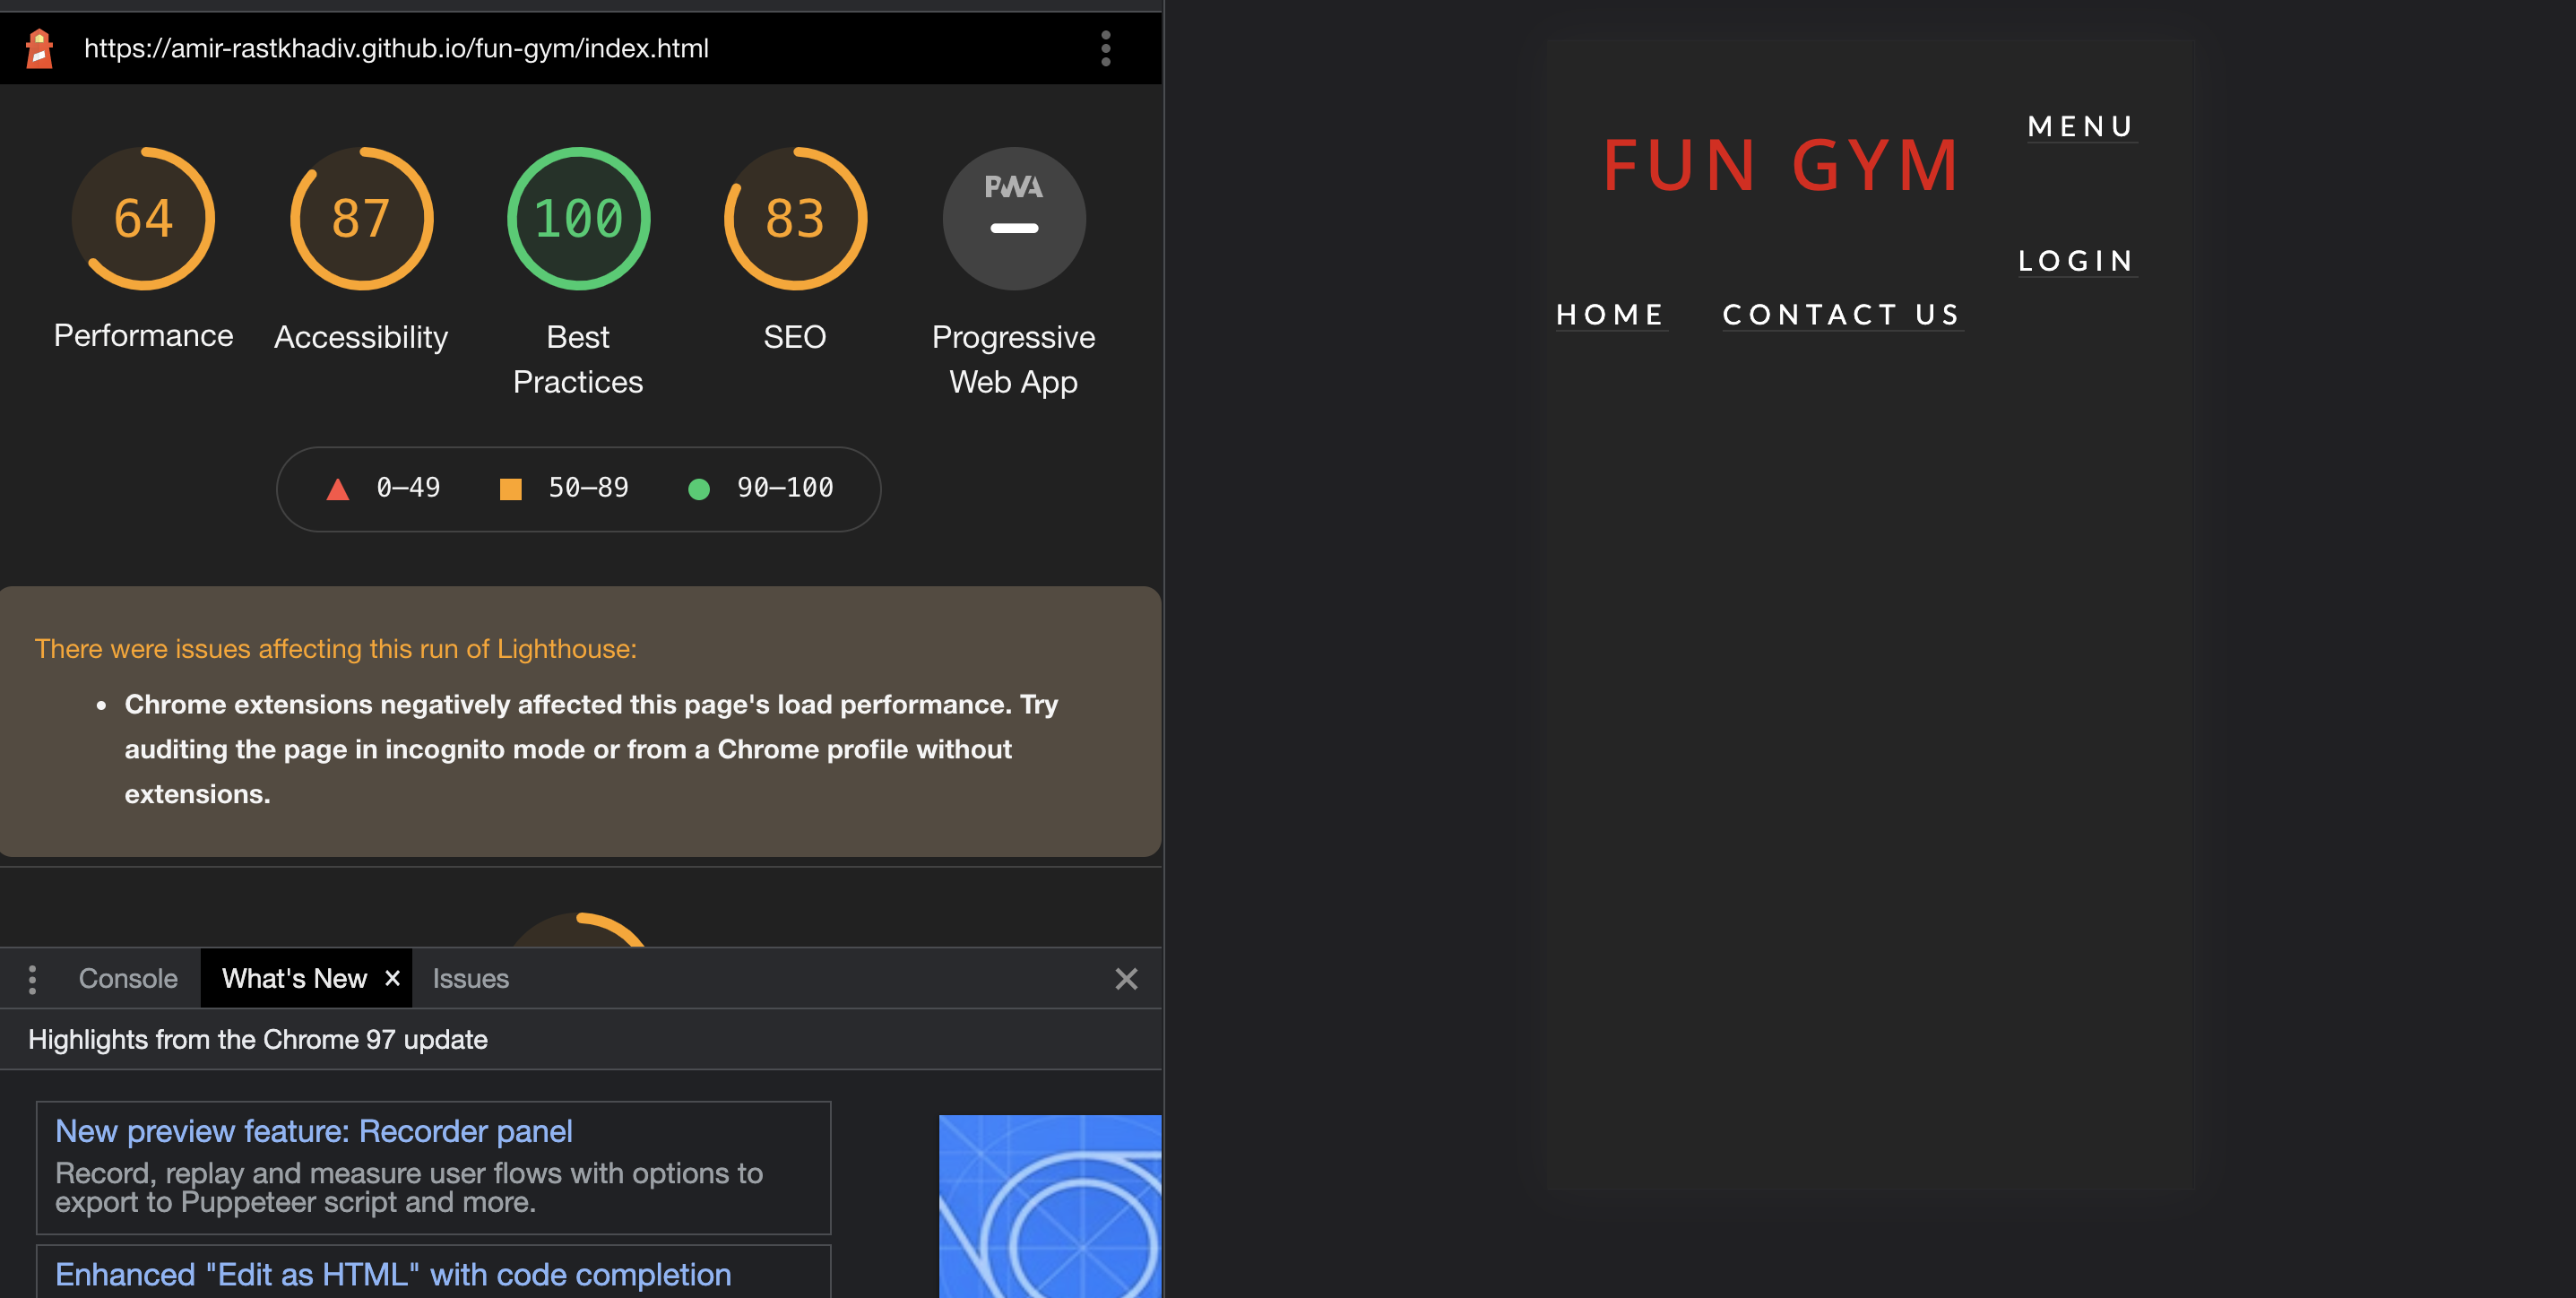 https://amir-rastkhadiv.github.io/fun-gym/index.html
64
87
100
83
PWA
Performance
Accessibility
Best
Practices
SEO
Progressive
Web App
0–49
50–89
90–100
There were issues affecting this run of Lighthouse:
• Chrome extensions negatively affected this page's load performance. Try
auditing the page in incognito mode or from a Chrome profile without
extensions.
Console
What's New ×
Issues
Highlights from the Chrome 97 update
New preview feature: Recorder panel
Record, replay and measure user flows with options to
export to Puppeteer script and more.
Enhanced "Edit as HTML" with code completion
FUN GYM
MENU
LOGIN
HOME
CONTACT US